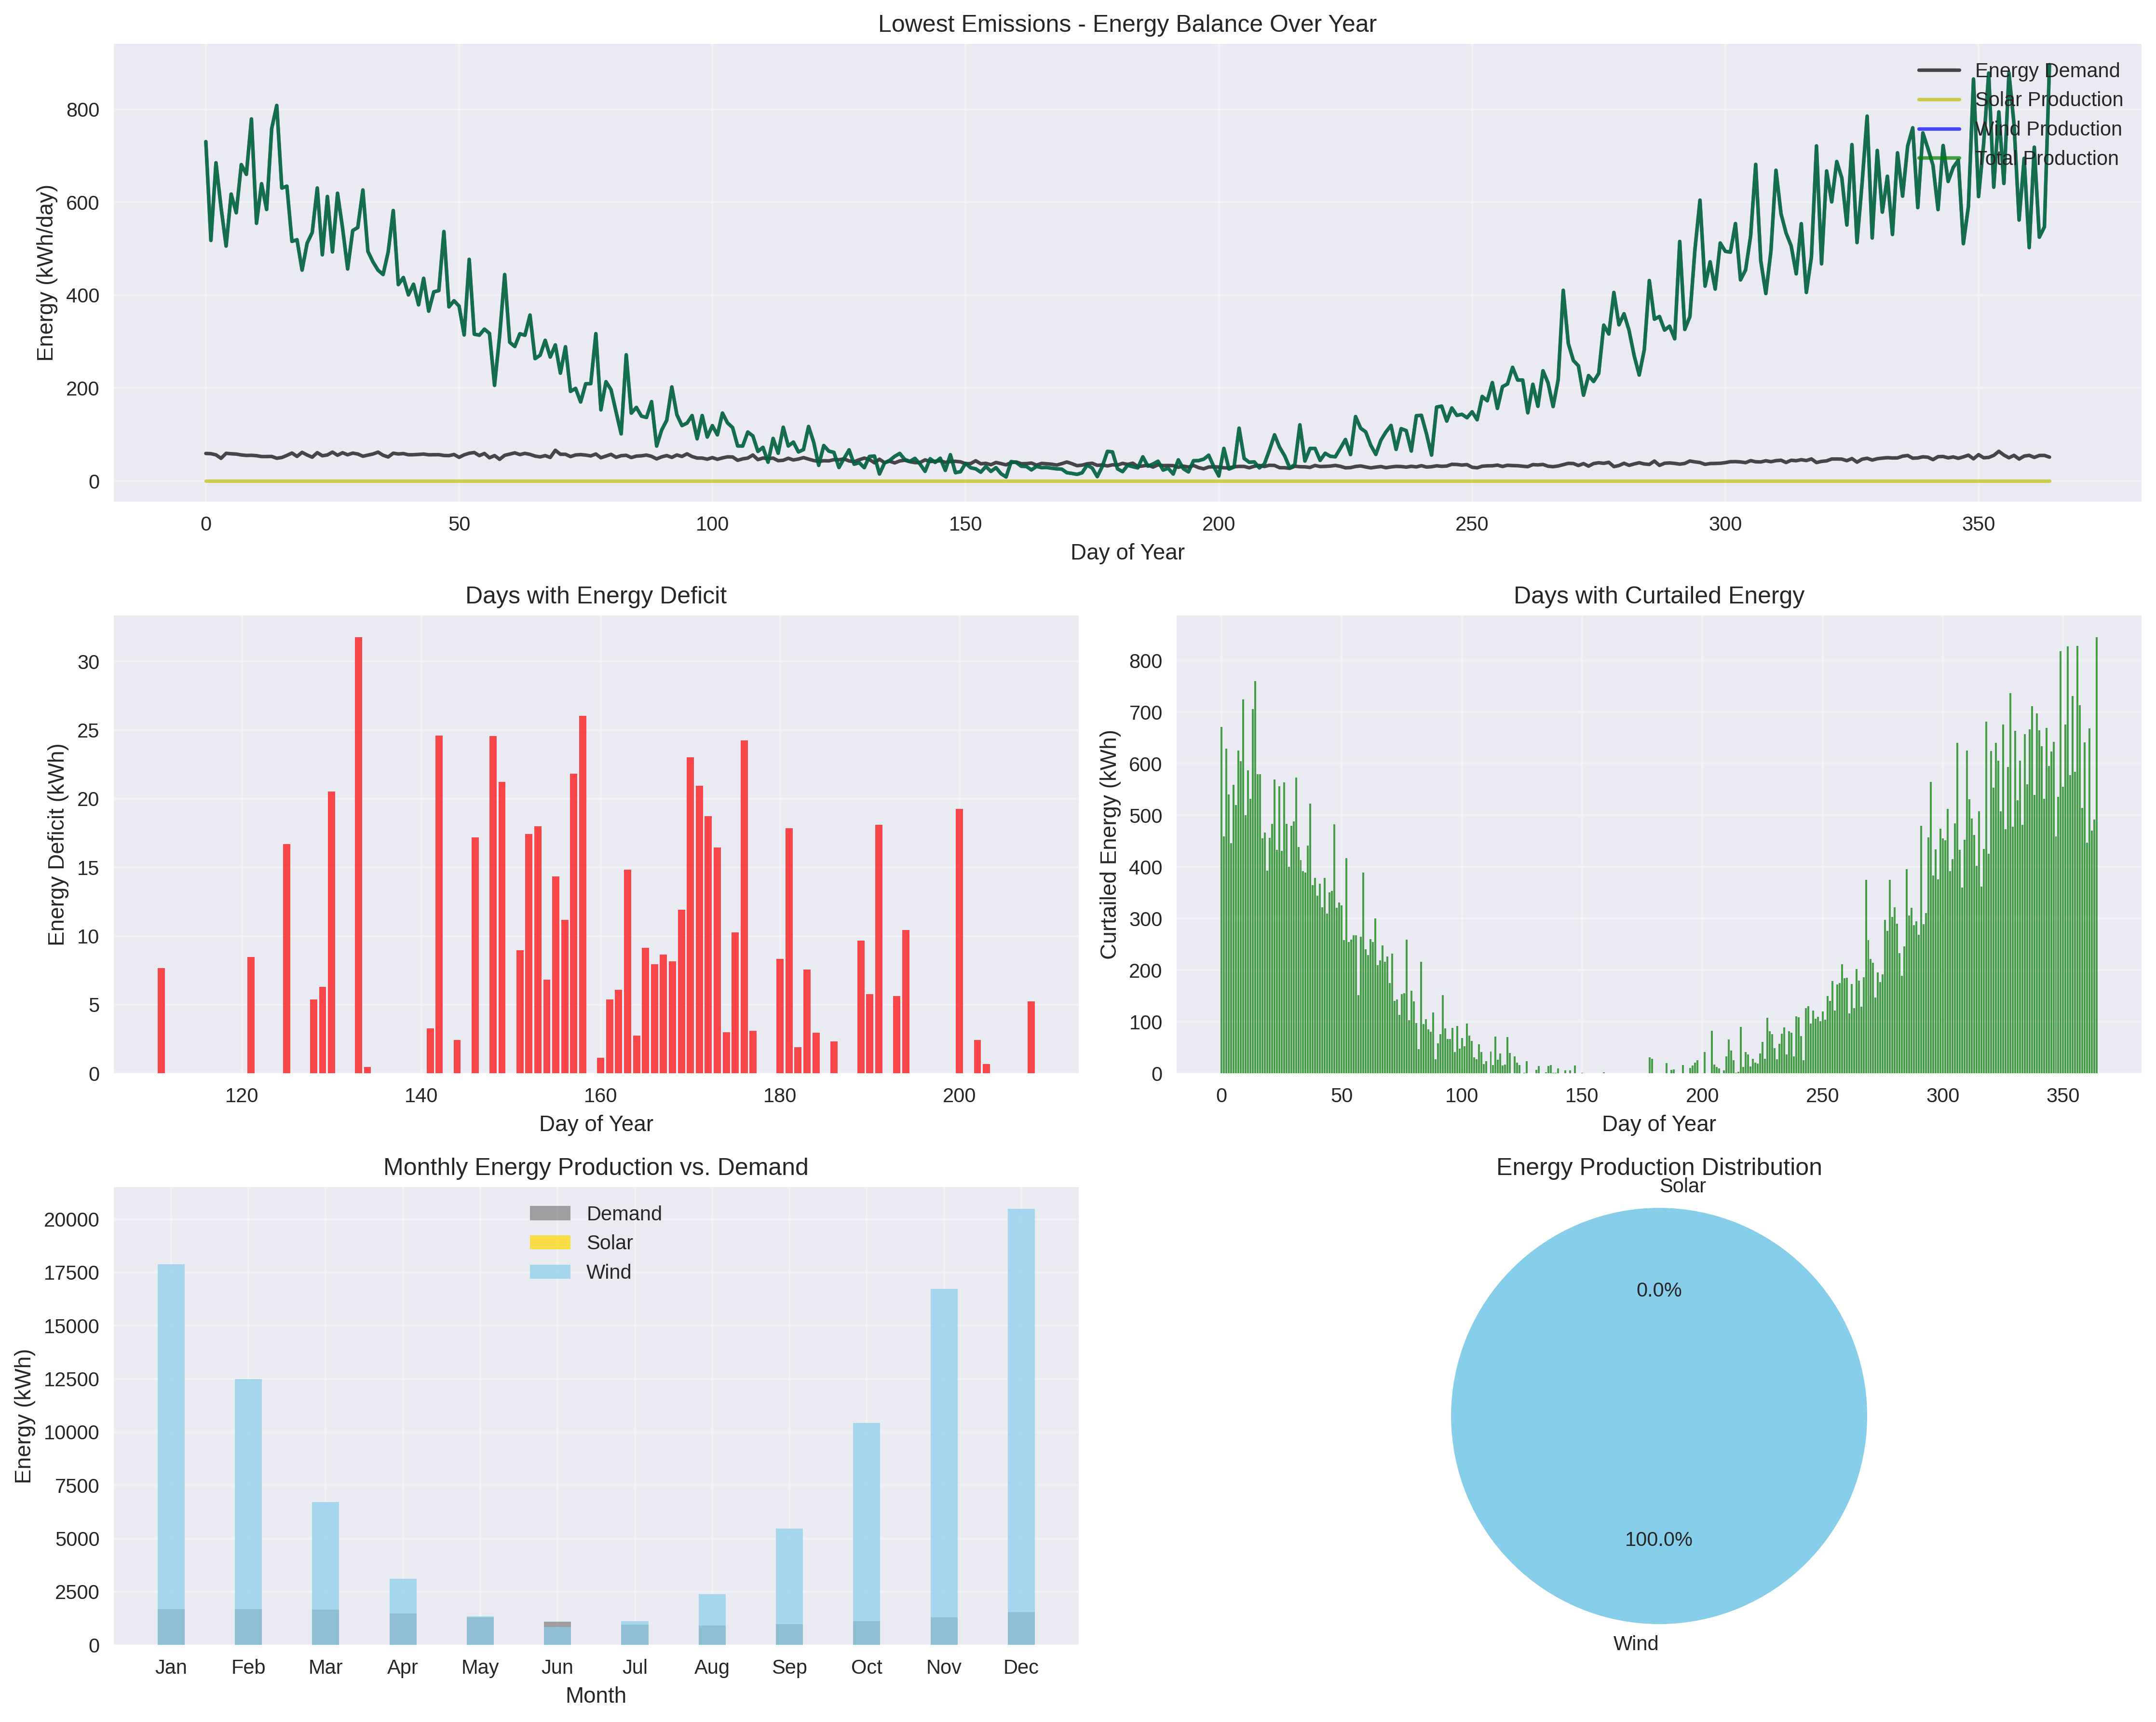 Lowest Emissions - Energy Balance Over Year
Energy (kWh/day)
800
600
400
200
0
Energy Demand
Solar Production
Wind Production
Total Production
0 50 100 150 200 250 300 350
Day of Year
Days with Energy Deficit
Energy Deficit (kWh)
30
25
20
15
10
5
0
120 140 160 180 200
Day of Year
Days with Curtailed Energy
Curtailed Energy (kWh)
800
700
600
500
400
300
200
100
0
0 50 100 150 200 250 300 350
Day of Year
Monthly Energy Production vs. Demand
Energy (kWh)
20000
17500
15000
12500
10000
7500
5000
2500
0
Demand
Solar
Wind
Jan Feb Mar Apr May Jun Jul Aug Sep Oct Nov Dec
Month
Energy Production Distribution
Solar
0.0%
100.0%
Wind